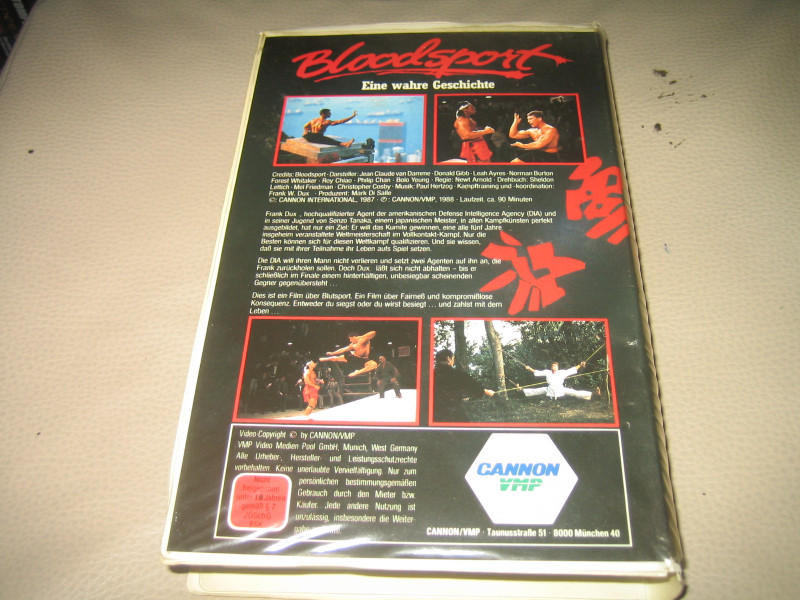 Bloodsport
Eine wahre Geschichte
Credits: Bloodsport · Darsteller: Jean Claude van Damme · Donald Gibb · Leah Ayres · Norman Burton
Forest Whitaker · Roy Chiao · Philip Chan · Bolo Yeung · Regie: Newt Arnold · Drehbuch: Sheldon
Lettich · Mel Friedman · Christopher Cosby · Musik: Paul Hertzog · Kampftraining und -koordination:
Frank W. Dux · Produzent: Mark Di Salle
©: CANNON INTERNATIONAL, 1987 · ℗: CANNON/VMP, 1988 · Laufzeit: ca. 90 Minuten
Frank Dux , hochqualifizierter Agent der amerikanischen Defense Intelligence Agency (DIA) und
in seiner Jugend von Senzo Tanaka, einem japanischen Meister, in allen Kampfkünsten perfekt
ausgebildet, hat nur ein Ziel: Er will das Kumite gewinnen, eine alle fünf Jahre
insgeheim veranstaltete Weltmeisterschaft im Vollkontakt-Kampf. Nur die
Besten können sich für diesen Wettkampf qualifizieren. Und sie wissen,
daß sie mit ihrer Teilnahme ihr Leben aufs Spiel setzen.
Die DIA will ihren Mann nicht verlieren und setzt zwei Agenten auf ihn an, die
Frank zurückholen sollen. Doch Dux läßt sich nicht abhalten – bis er
schließlich im Finale einem hinterhältigen, unbesiegbar scheinenden
Gegner gegenübersteht ...
Dies ist ein Film über Blutsport. Ein Film über Fairneß und kompromißlose
Konsequenz. Entweder du siegst oder du wirst besiegt ... und zahlst mit dem
Leben ...
Video-Copyright © by CANNON/VMP
VMP Video Medien Pool GmbH, Munich, West Germany
Alle Urheber-, Hersteller- und Leistungsschutzrechte
vorbehalten. Keine unerlaubte Vervielfältigung. Nur zum
persönlichen bestimmungsgemäßen
Gebrauch durch den Mieter bzw.
Käufer. Jede andere Nutzung ist
unzulässig, insbesondere die Weiter-
Nicht
unter 18 Jahren
gemäß § 7
JÖSchG
FSK
CANNON
VMP
CANNON/VMP · Taunusstraße 51 · 8000 München 40